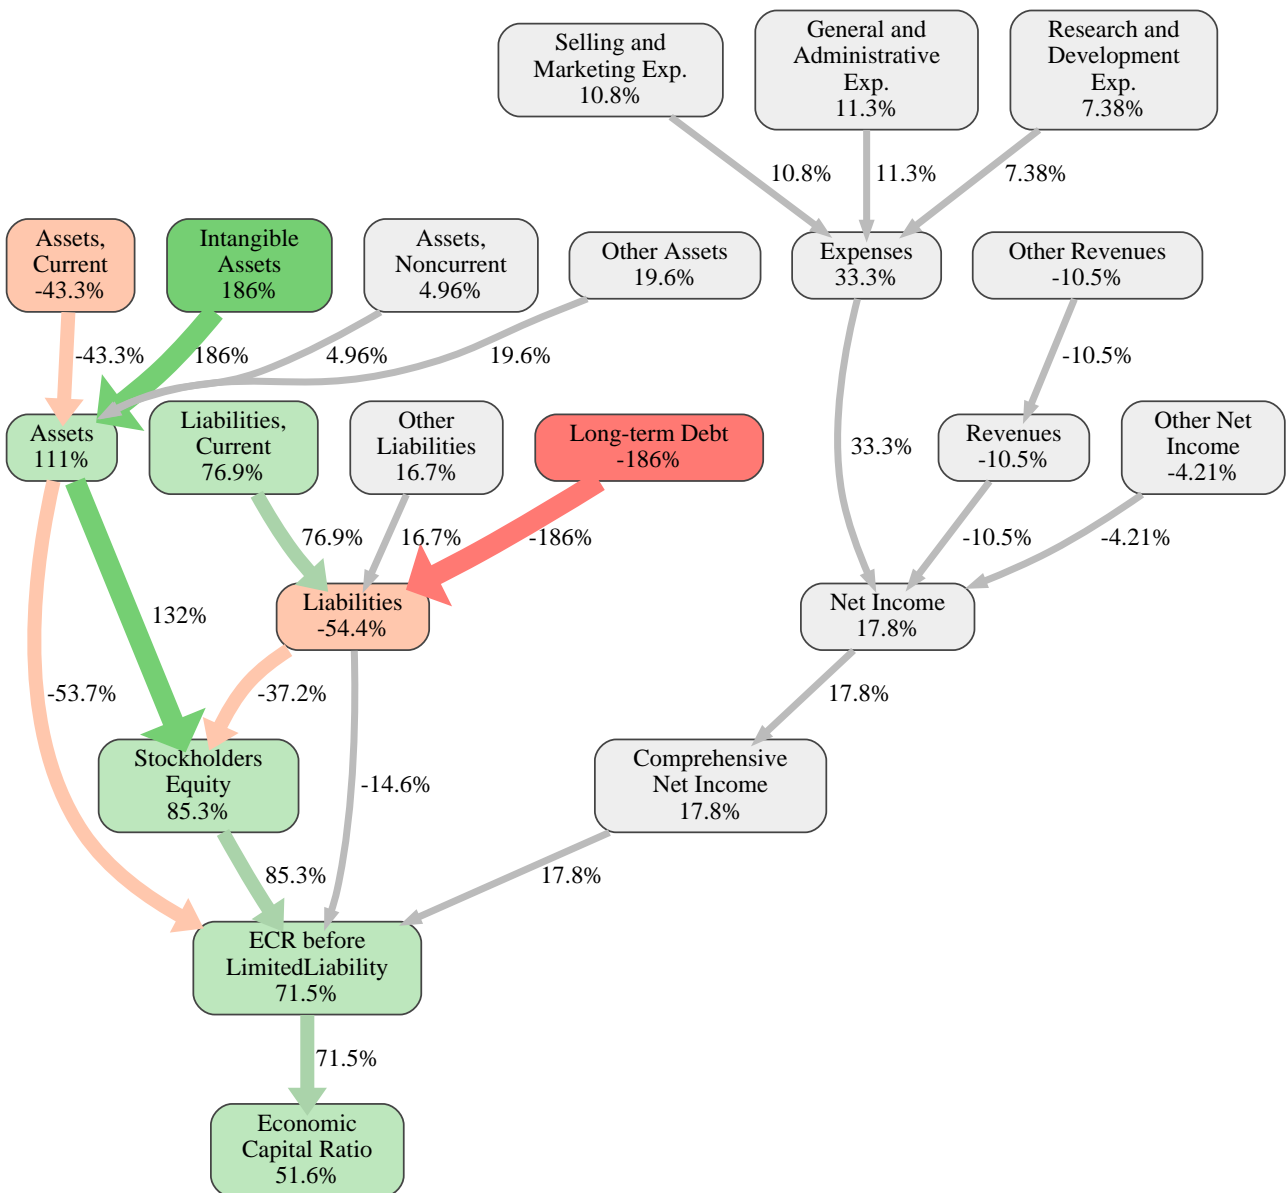 Selling and
Marketing Exp.
10.8%
General and
Administrative
Exp.
11.3%
Research and
Development
Exp.
7.38%
10.8%
11.3%
7.38%
Assets,
Current
-43.3%
Intangible
Assets
186%
Assets,
Noncurrent
4.96%
Other Assets
19.6%
Expenses
33.3%
Other Revenues
-10.5%
-43.3%
186%
4.96%
19.6%
-10.5%
Assets
111%
Liabilities,
Current
76.9%
Other
Liabilities
16.7%
Long-term Debt
-186%
33.3%
Revenues
-10.5%
Other Net
Income
-4.21%
76.9%
16.7%
-186%
-10.5%
-4.21%
132%
Liabilities
-54.4%
Net Income
17.8%
-53.7%
-37.2%
17.8%
Stockholders
Equity
85.3%
-14.6%
Comprehensive
Net Income
17.8%
85.3%
17.8%
ECR before
LimitedLiability
71.5%
71.5%
Economic
Capital Ratio
51.6%